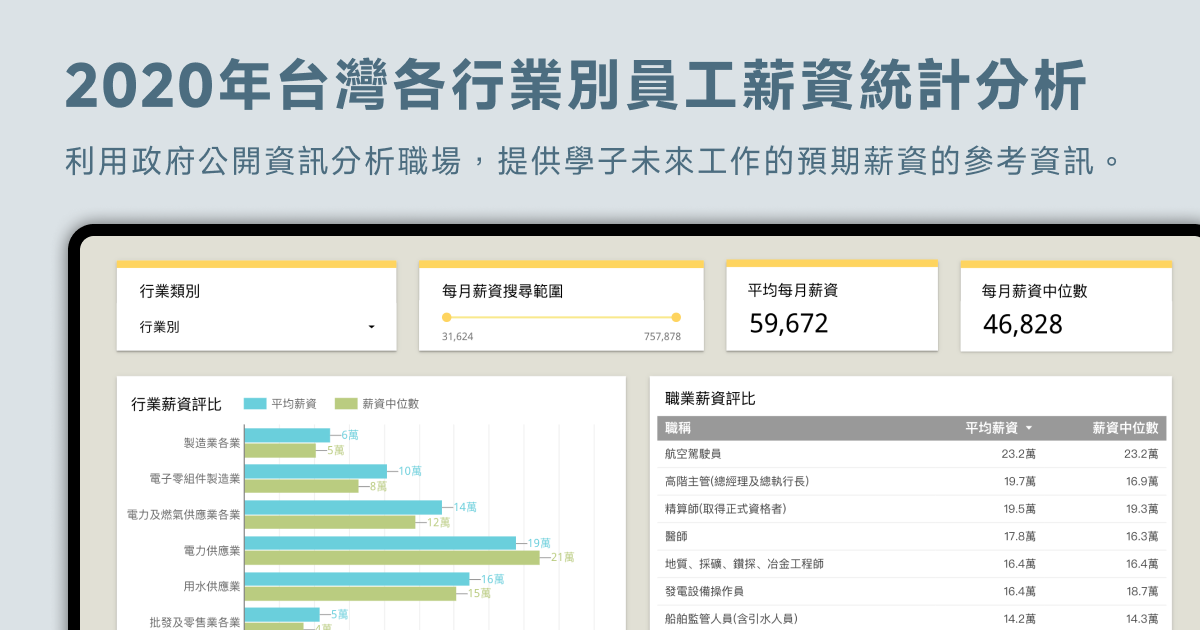 2020年台灣各行業別員工薪資統計分析
利用政府公開資訊分析職場，提供學子未來工作的預期薪資的參考資訊。
行業類別
行業別
每月薪資搜尋範圍
31,624 757,878
平均每月薪資
59,672
每月薪資中位數
46,828
行業薪資評比 平均薪資 薪資中位數
製造業各業 6萬
5萬
電子零組件製造業 10萬
8萬
電力及燃氣供應業各業 14萬
12萬
電力供應業 19萬
21萬
用水供應業 16萬
15萬
批發及零售業各業 5萬
4萬
職業薪資評比
職稱 平均薪資 薪資中位數
航空駕駛員 23.2萬 23.2萬
高階主管(總經理及總執行長) 19.7萬 16.9萬
精算師(取得正式資格者) 19.5萬 19.3萬
醫師 17.8萬 16.3萬
地質、採礦、鑽探、冶金工程師 16.4萬 16.4萬
發電設備操作員 16.4萬 18.7萬
船舶監管人員(含引水人員) 14.2萬 14.3萬